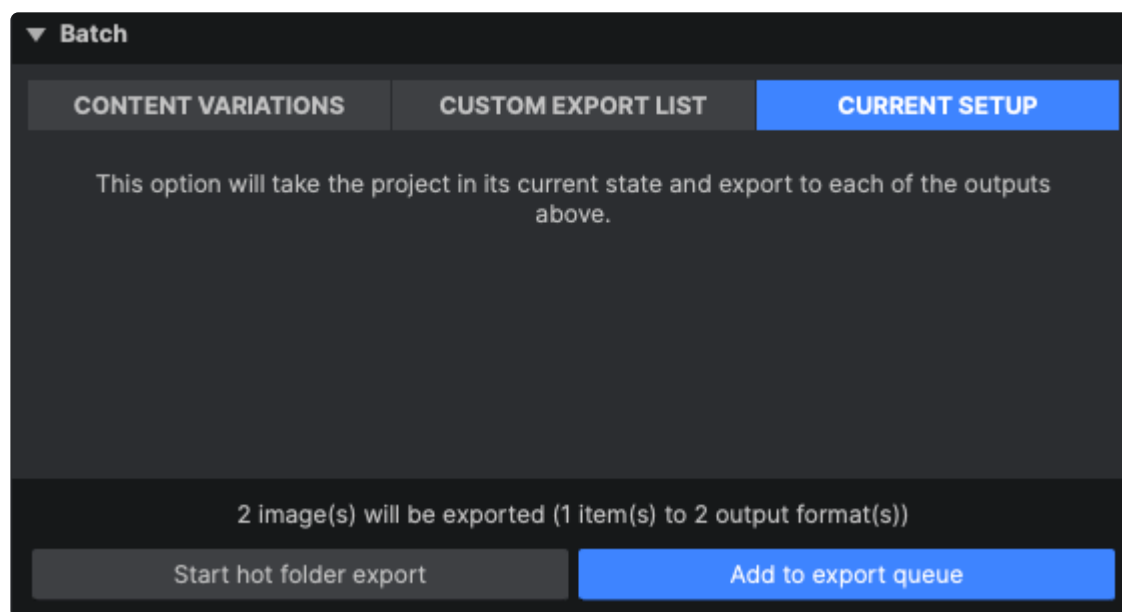 Batch
CONTENT VARIATIONS
CUSTOM EXPORT LIST
CURRENT SETUP
This option will take the project in its current state and export to each of the outputs
above.
2 image(s) will be exported (1 item(s) to 2 output format(s))
Start hot folder export
Add to export queue